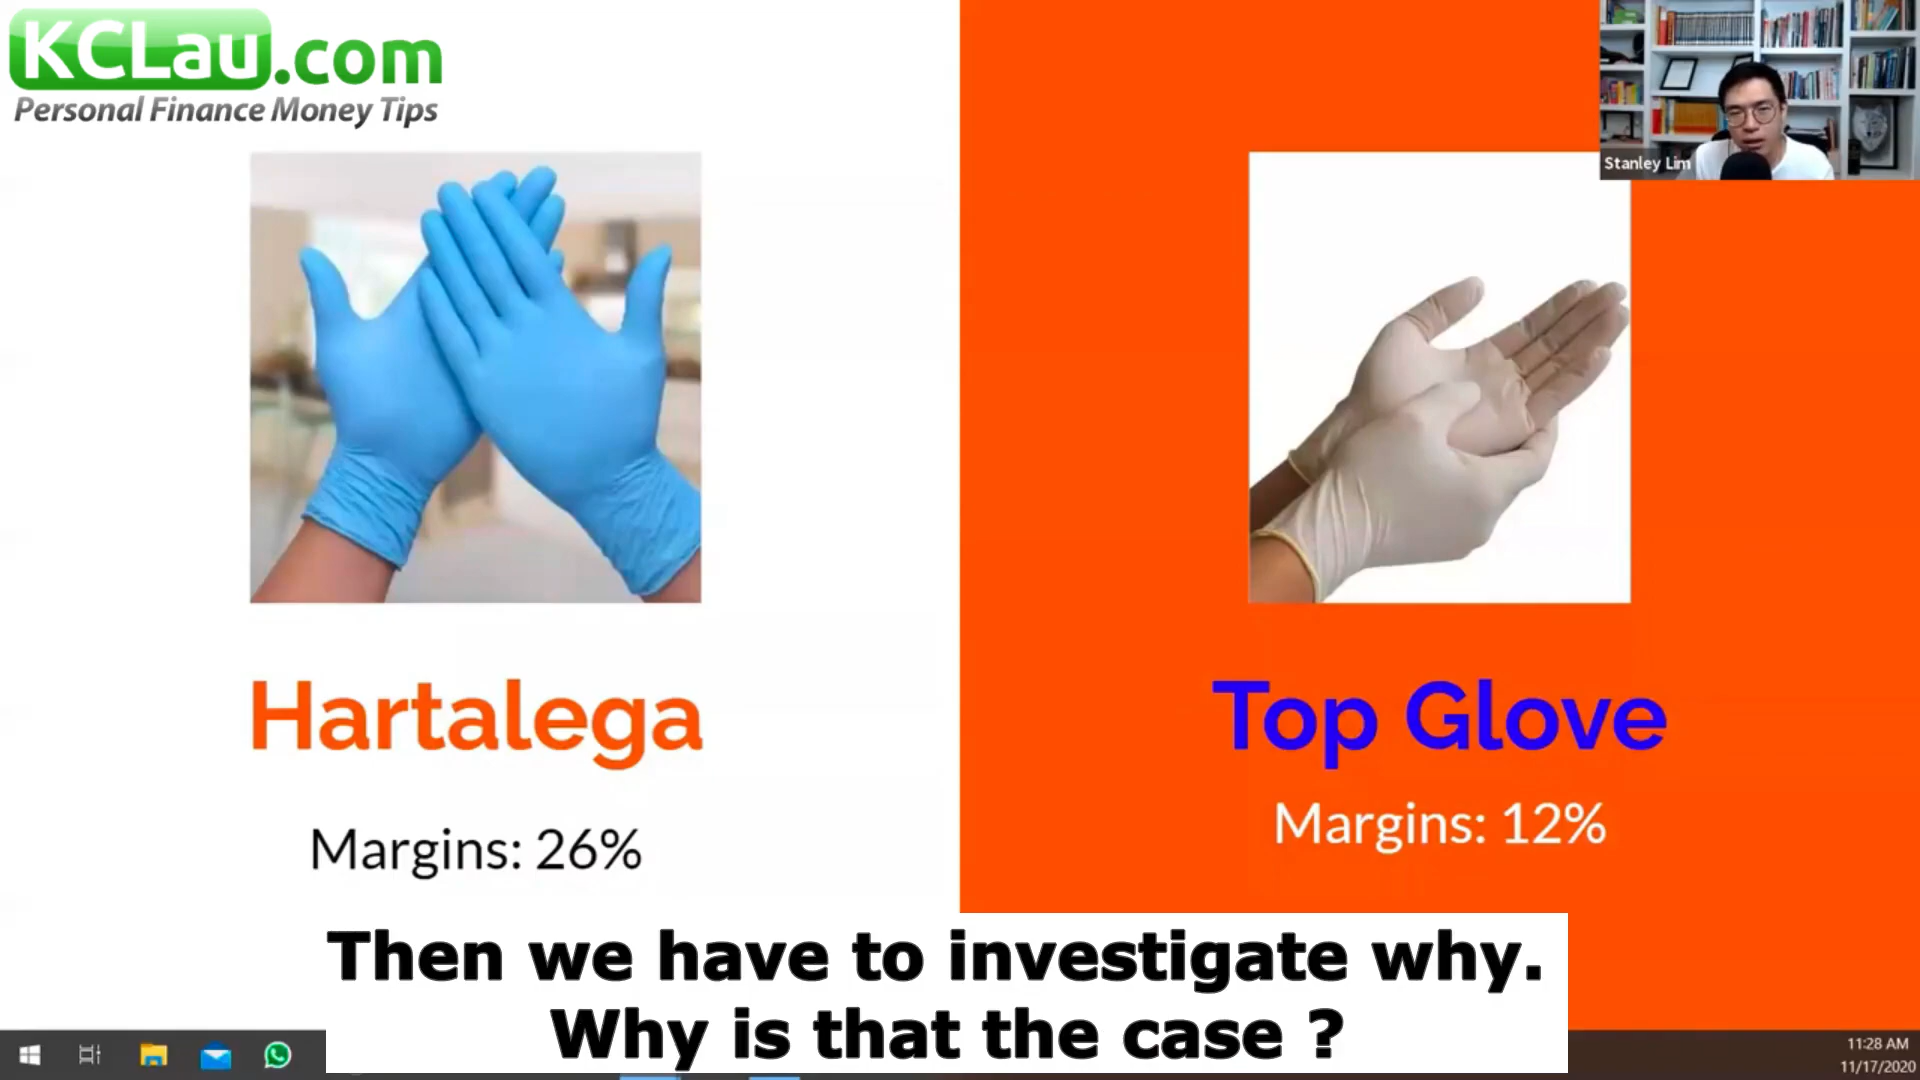 KCLau.com
Personal Finance Money Tips
Stanley Lim
Hartalega
Margins: 26%
Top Glove
Margins: 12%
Then we have to investigate why.
Why is that the case ?
11:28 AM
11/17/2020